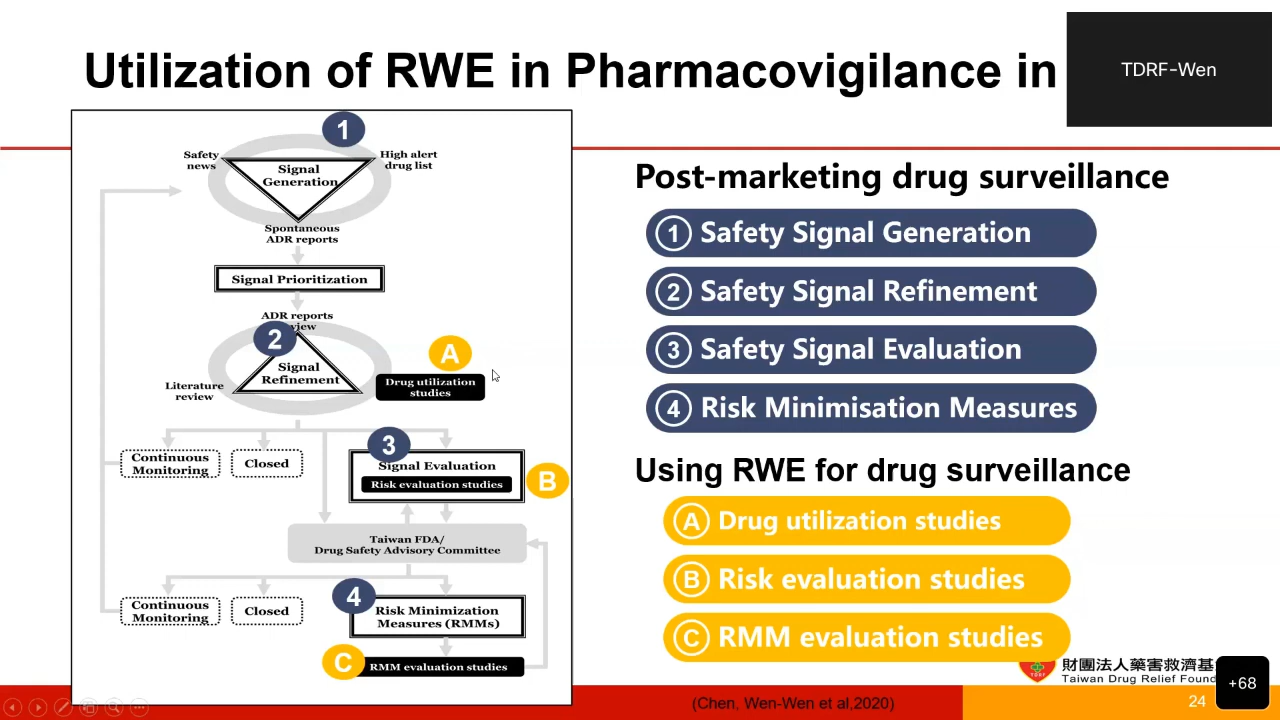 Utilization of RWE in Pharmacovigilance in
TDRF-Wen
1
Safety
news
High alert
drug list
Signal
Generation
Spontaneous
ADR reports
Signal Prioritization
ADR reports
2
Signal
Refinement
Literature
review
A
Drug utilization
studies
Continuous
Monitoring
Closed
3
Signal Evaluation
Risk evaluation studies
B
Taiwan FDA/
Drug Safety Advisory Committee
Continuous
Monitoring
Closed
4
Risk Minimization
Measures (RMMs)
C
RMM evaluation studies
Post-marketing drug surveillance
1 Safety Signal Generation
2 Safety Signal Refinement
3 Safety Signal Evaluation
4 Risk Minimisation Measures
Using RWE for drug surveillance
A Drug utilization studies
B Risk evaluation studies
C RMM evaluation studies
財團法人藥害救濟基
Taiwan Drug Relief Found
(Chen, Wen-Wen et al,2020)
24
+68